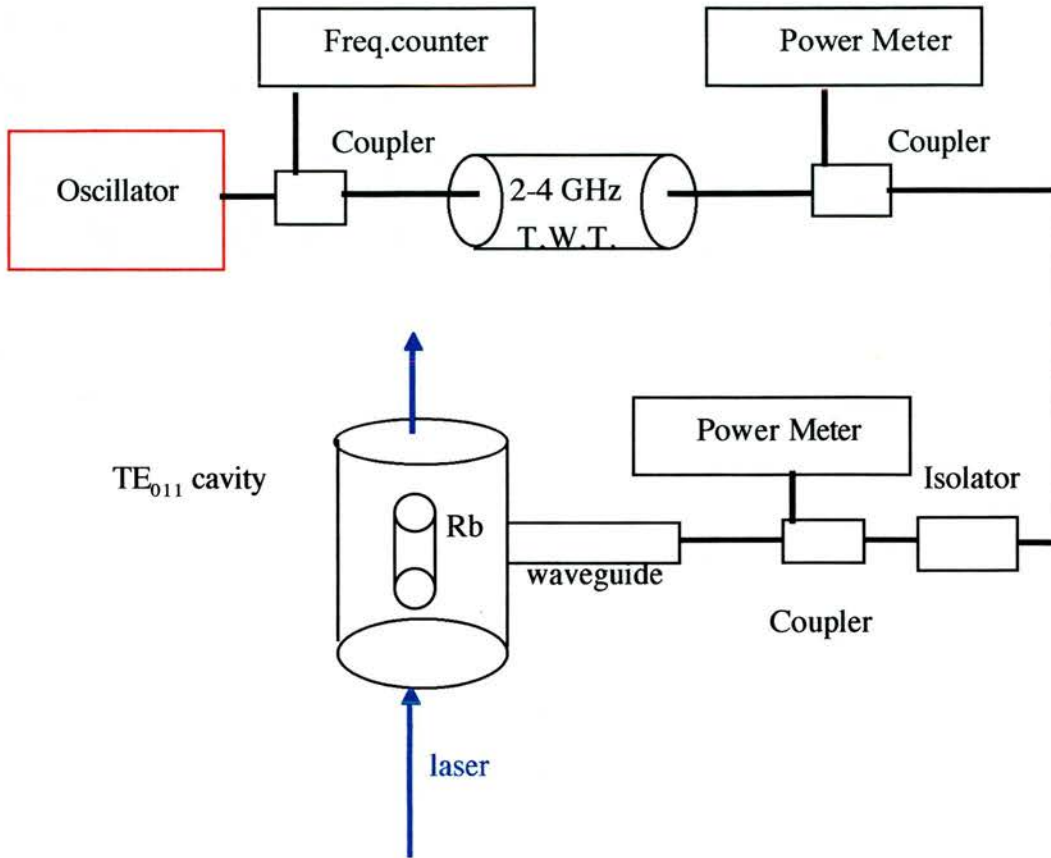 Freq.counter
Power Meter
Coupler
Coupler
Oscillator
2-4 GHz
T.W.T.
Power Meter
TE₀₁₁ cavity
Isolator
Rb
waveguide
Coupler
laser